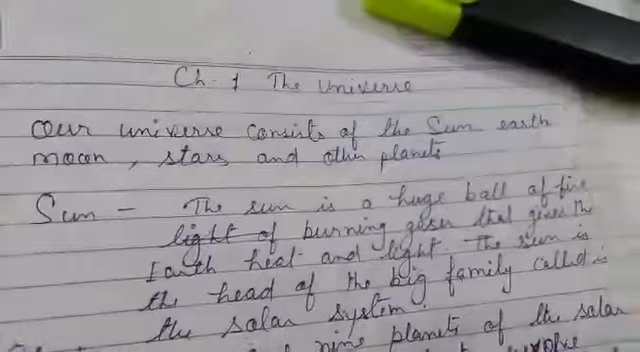 Ch-1 The Universe
Our universe consists of the Sun earth
moon, stars and other planets
Sun - The sun is a huge ball of fire
light of burning gases that gives the
Earth heat and light. The sun is
the head of the big family called is
the solar system.
nine planets of the solar